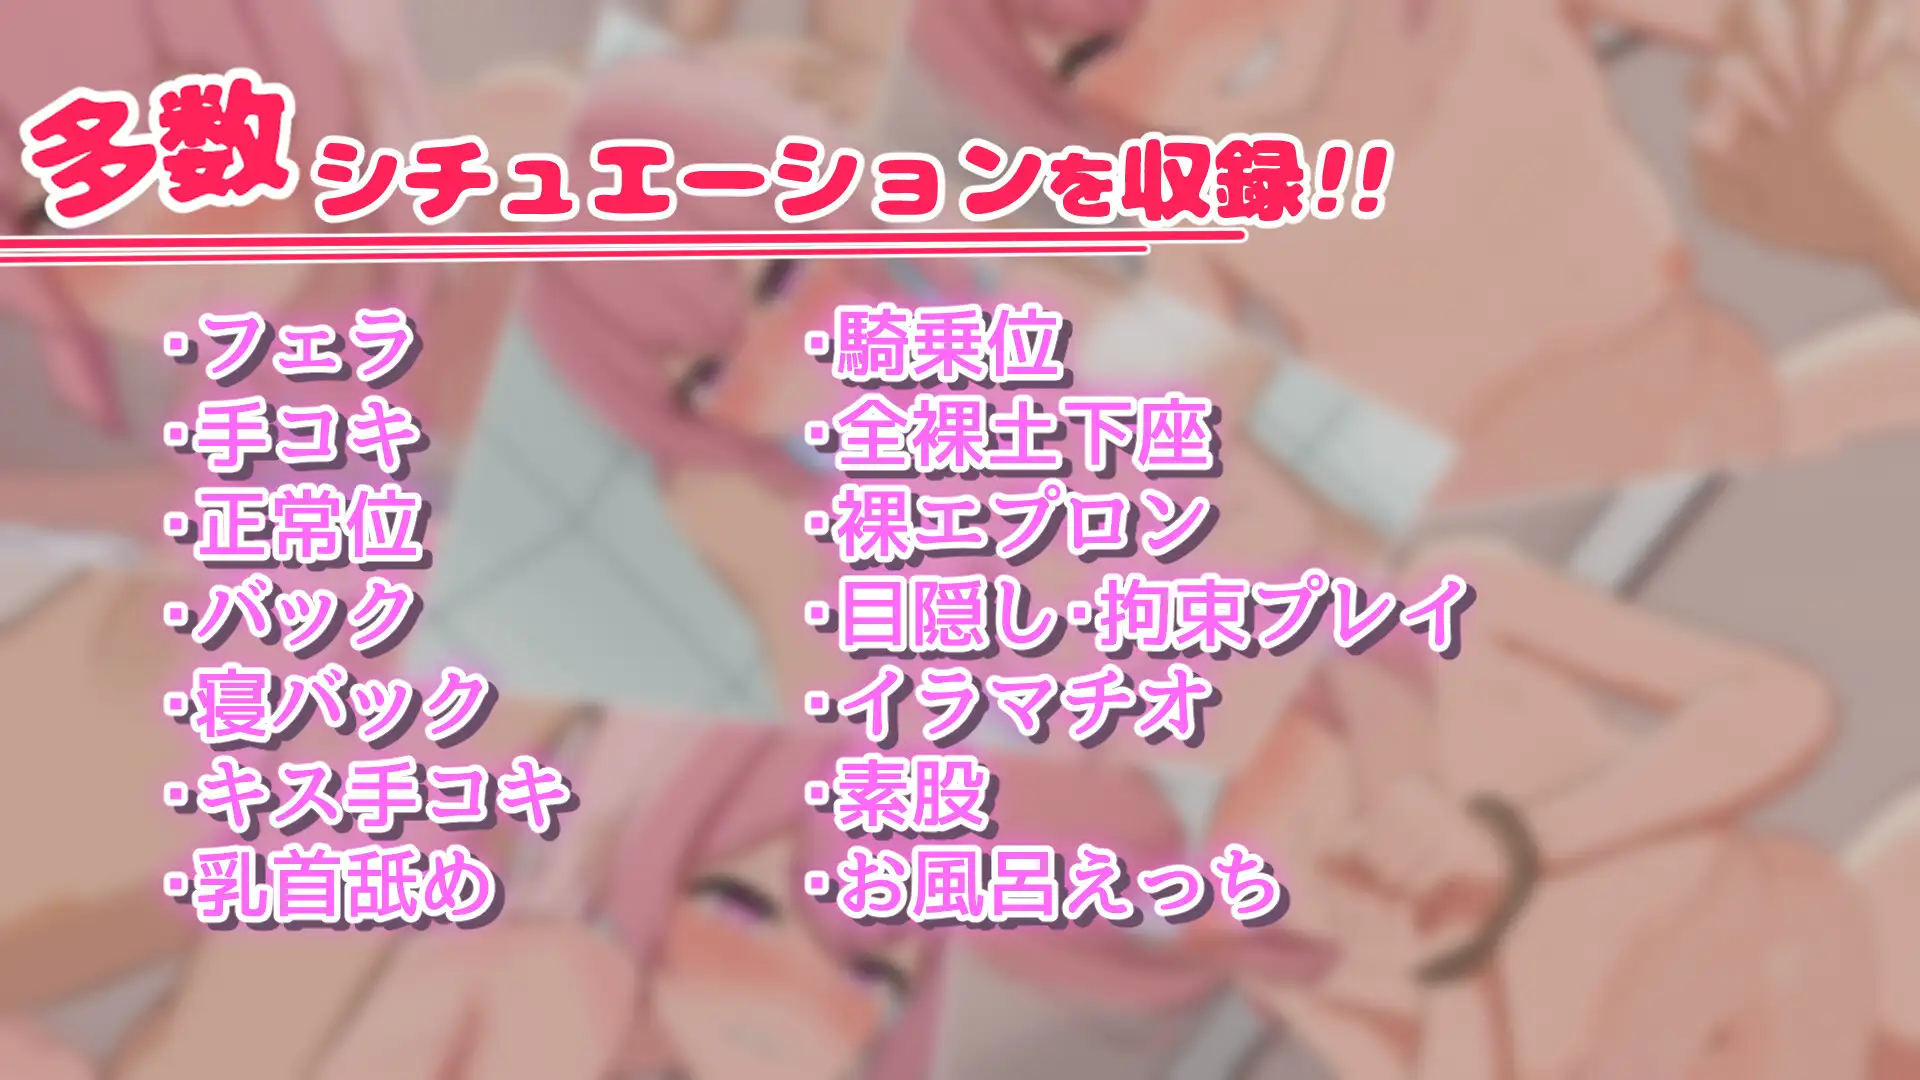 多数シチュエーションを収録!!
・フェラ
・手コキ
・正常位
・バック
・寝バック
・キス手コキ
・乳首舐め
・騎乗位
・全裸土下座
・裸エプロン
・目隠し・拘束プレイ
・イラマチオ
・素股
・お風呂えっち